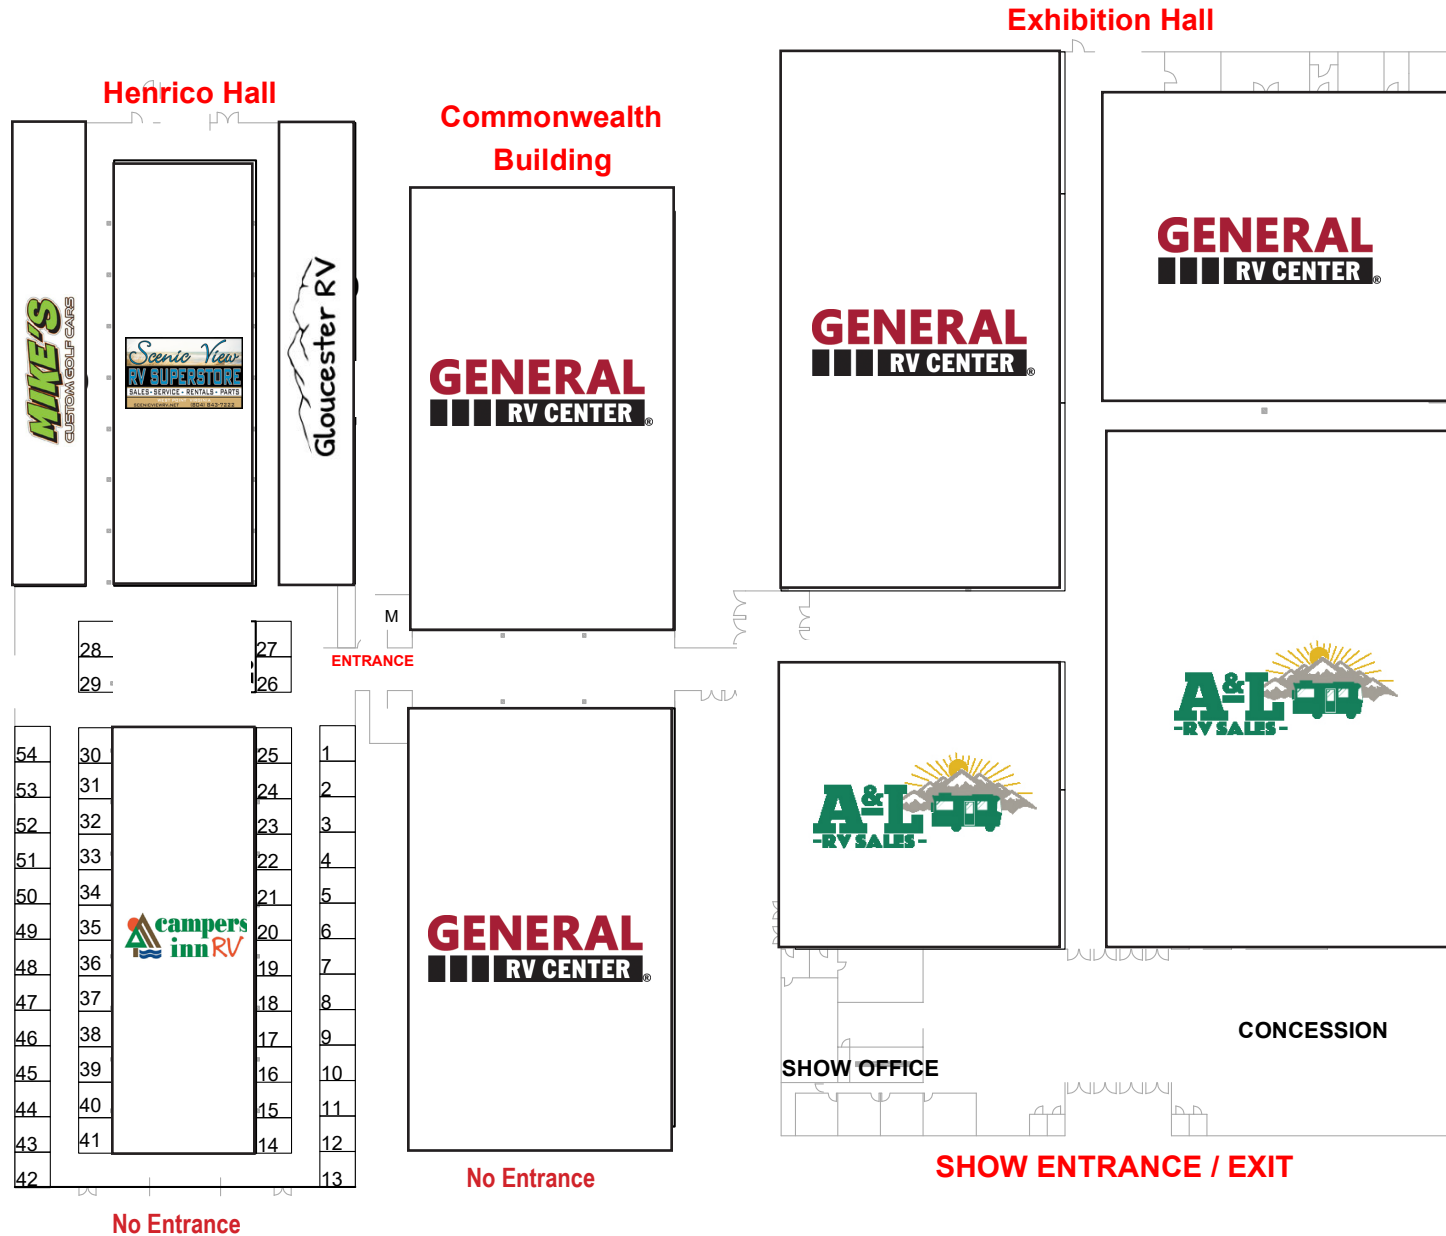 Exhibition Hall
Henrico Hall
Commonwealth
Building
MIKE'S
CUSTOM GOLF CARS
Scenic View
RV SUPERSTORE
SALES - SERVICE - RENTALS - PARTS
SCENICVIEWRV.NET (804) 843-7222
Gloucester RV
GENERAL
RV CENTER®
GENERAL
RV CENTER®
GENERAL
RV CENTER®
M
ENTRANCE
28
29
27
26
A&L
-RV SALES-
A&L
-RV SALES-
54
53
52
51
50
49
48
47
46
45
44
43
42
30
31
32
33
34
35
36
37
38
39
40
41
campers
inn RV
25
24
23
22
21
20
19
18
17
16
15
14
1
2
3
4
5
6
7
8
9
10
11
12
13
GENERAL
RV CENTER®
SHOW OFFICE
CONCESSION
SHOW ENTRANCE / EXIT
No Entrance
No Entrance